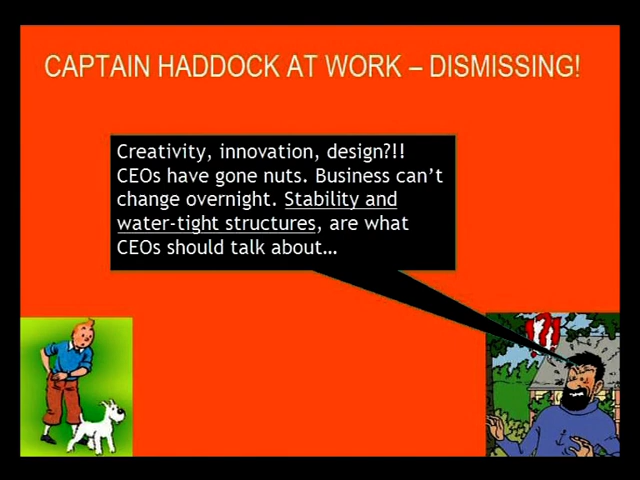 CAPTAIN HADDOCK AT WORK – DISMISSING!
Creativity, innovation, design?!!
CEOs have gone nuts. Business can't
change overnight. Stability and
water-tight structures, are what
CEOs should talk about…
!?!